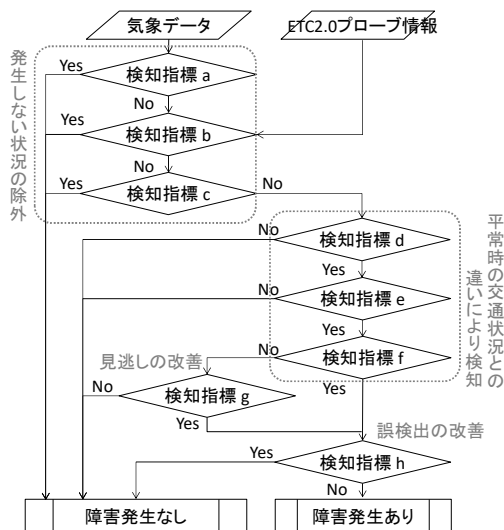 気象データ
ETC2.0プローブ情報
発生しない状況の除外
Yes
検知指標 a
No
Yes
検知指標 b
No
Yes
検知指標 c
No
平常時の交通状況との
違いにより検知
No
検知指標 d
Yes
No
検知指標 e
Yes
見逃しの改善
No
検知指標 f
No
検知指標 g
Yes
Yes
誤検出の改善
Yes
検知指標 h
No
障害発生なし
障害発生あり